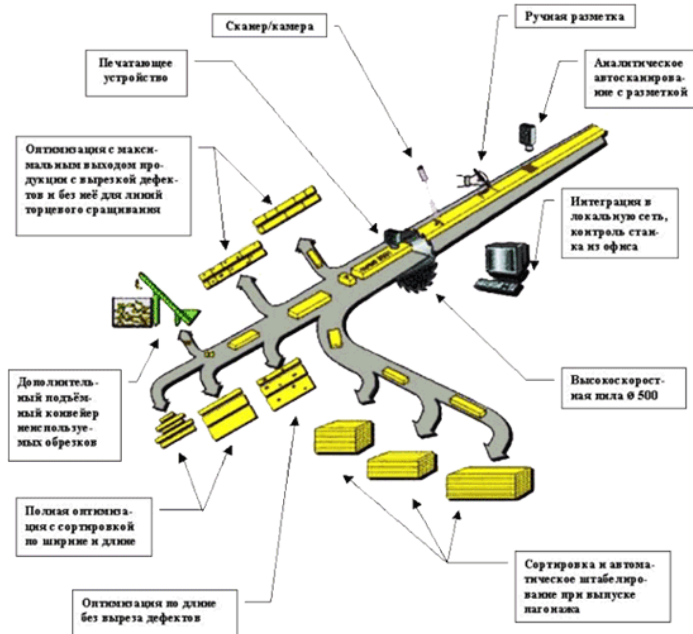 Сканер/камера
Ручная разметка
Печатающее
устройство
Аналитическое
автосканирова-
ние с разметкой
Оптимизация с макси-
мальным выходом про-
дукции с вырезкой дефек-
тов и без неё для линий
торцевого сращивания
Интеграция в
локальную сеть,
контроль стан-
ка из офиса
Дополнитель-
ный подъём-
ный конвейер
неиспользуе-
мых обрезков
Высокоскорост-
ная пила ø 500
Полная оптими-
зация с сортировкой
по ширине и длине
Оптимизация по длине
без выреза дефектов
Сортировка и автома-
тическое штабелиро-
вание при выпуске
пагонажа